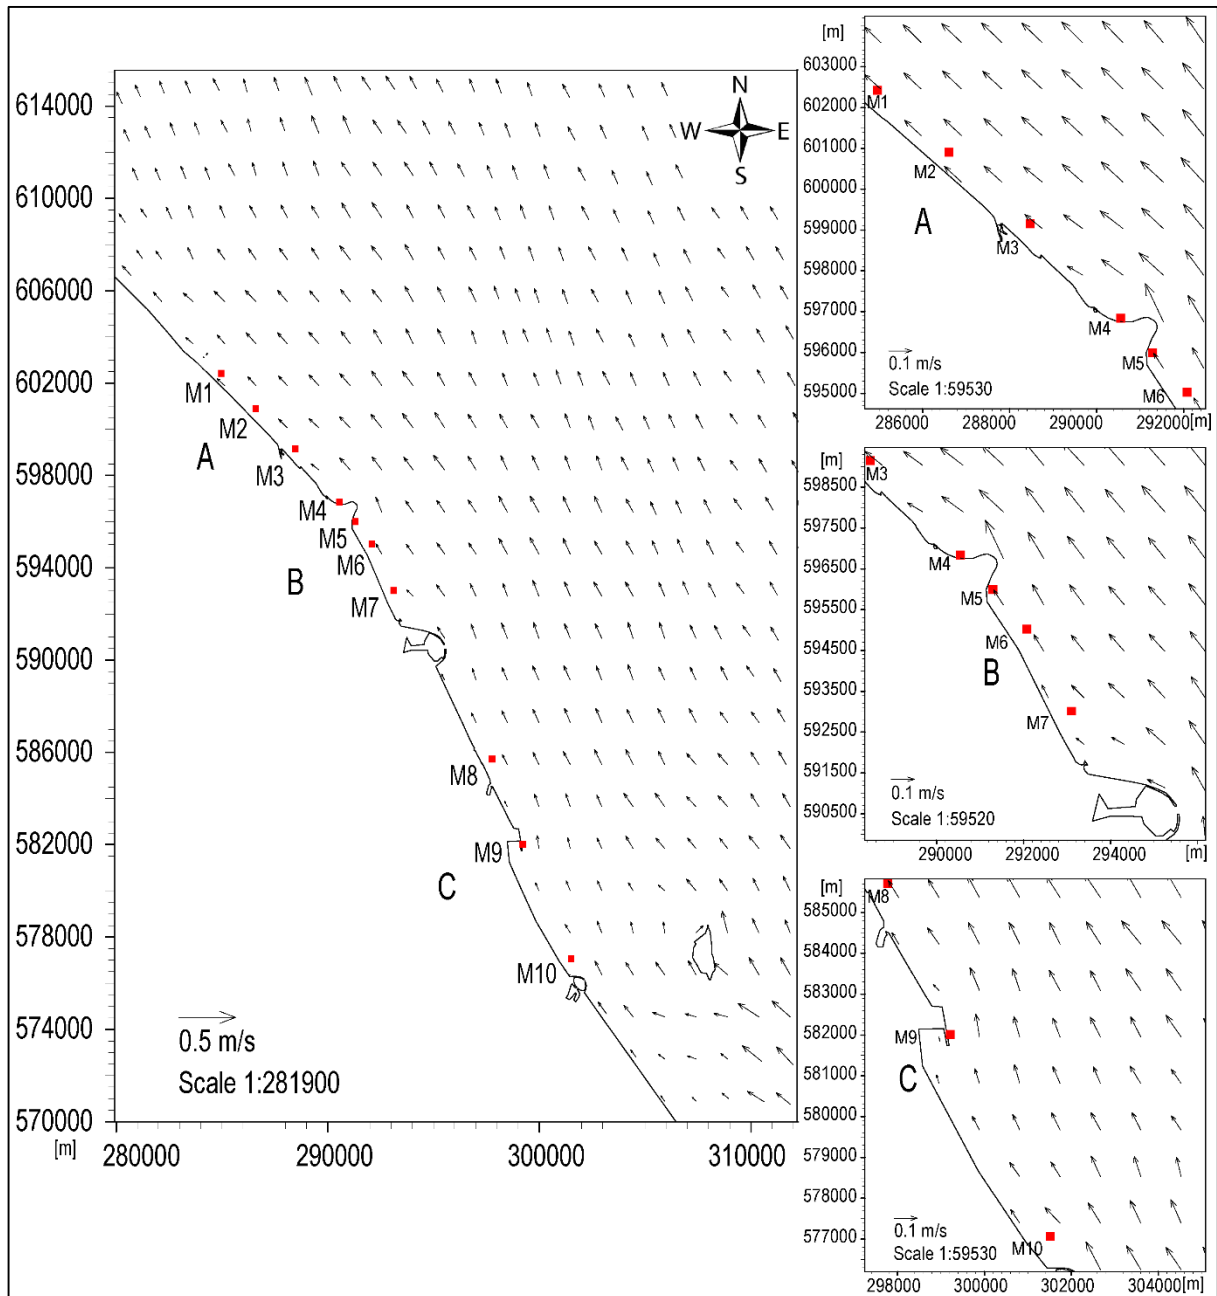 614000
610000
606000
602000
598000
594000
590000
586000
582000
578000
574000
570000
[m]
280000
290000
300000
310000
N
W
E
S
M1
M2
A
M3
M4
M5
B
M6
M7
M8
M9
C
M10
0.5 m/s
Scale 1:281900
[m]
603000
602000
601000
600000
599000
598000
597000
596000
595000
M1
M2
A
M3
M4
M5
M6
0.1 m/s
Scale 1:59530
286000
288000
290000
292000
[m]
[m]
598500
597500
596500
595500
594500
593500
592500
591500
590500
M3
M4
M5
M6
B
M7
0.1 m/s
Scale 1:59520
290000
292000
294000
[m]
[m]
585000
584000
583000
582000
581000
580000
579000
578000
577000
M8
M9
C
M10
0.1 m/s
Scale 1:59530
298000
300000
302000
304000
[m]